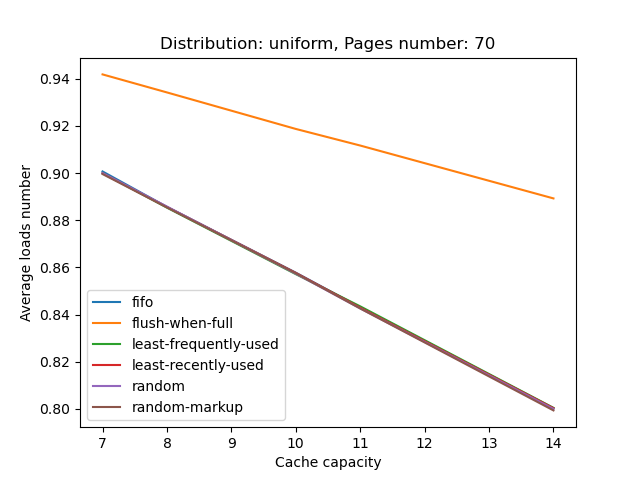 Distribution: uniform, Pages number: 70
Average loads number
0.94
0.92
0.90
0.88
0.86
0.84
0.82
0.80
fifo
flush-when-full
least-frequently-used
least-recently-used
random
random-markup
7 8 9 10 11 12 13 14
Cache capacity